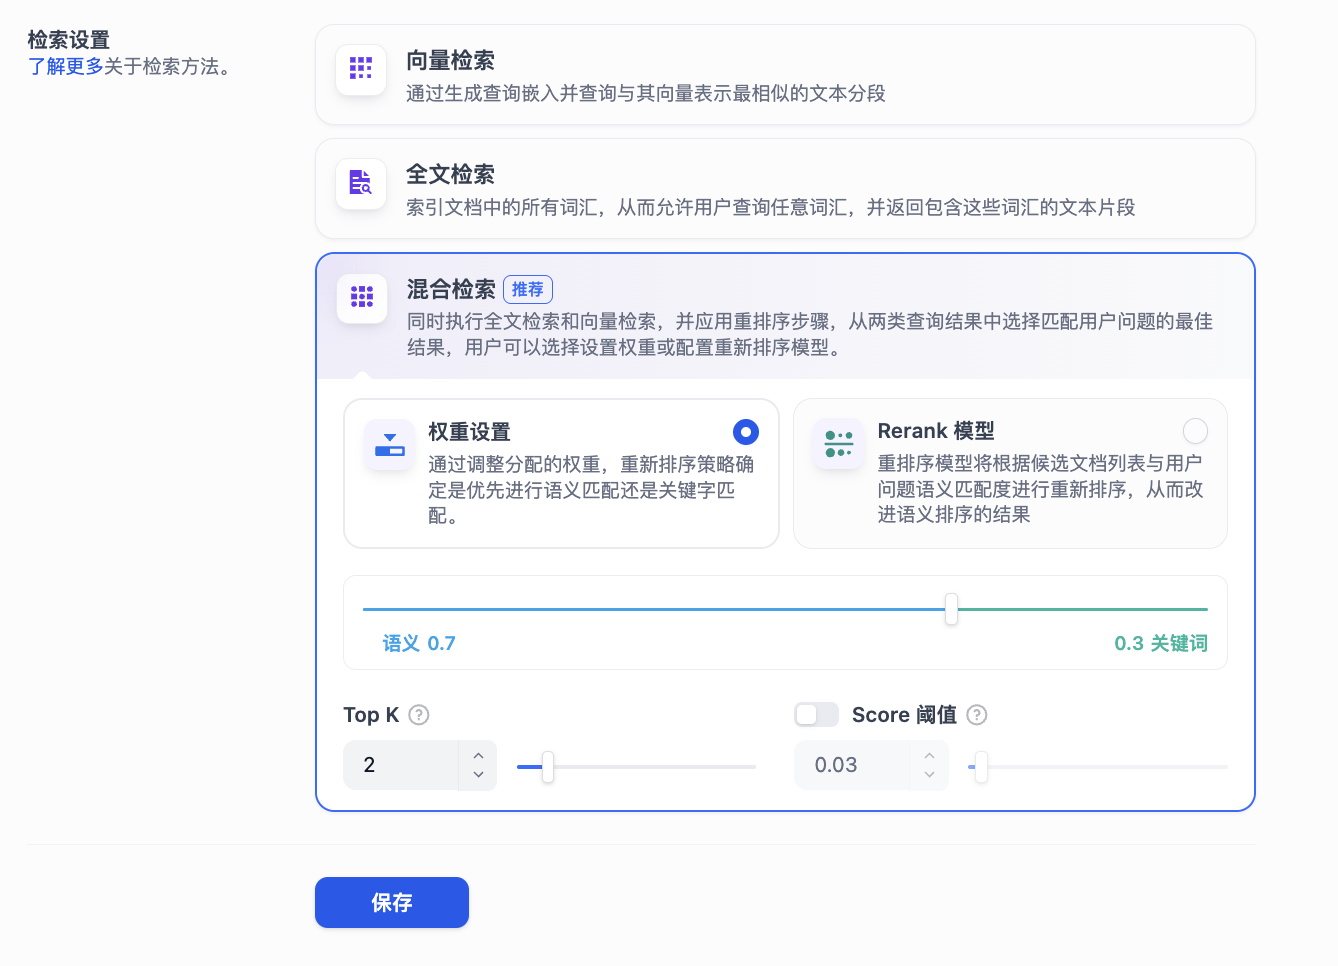 检索设置
了解更多关于检索方法。
向量检索
通过生成查询嵌入并查询与其向量表示最相似的文本分段
全文检索
索引文档中的所有词汇，从而允许用户查询任意词汇，并返回包含这些词汇的文本片段
混合检索 推荐
同时执行全文检索和向量检索，并应用重排序步骤，从两类查询结果中选择匹配用户问题的最佳
结果，用户可以选择设置权重或配置重新排序模型。
权重设置
通过调整分配的权重，重新排序策略确
定是优先进行语义匹配还是关键字匹
配。
Rerank 模型
重排序模型将根据候选文档列表与用户
问题语义匹配度进行重新排序，从而改
进语义排序的结果
语义 0.7
0.3 关键词
Top K ?
2
Score 阈值 ?
0.03
保存